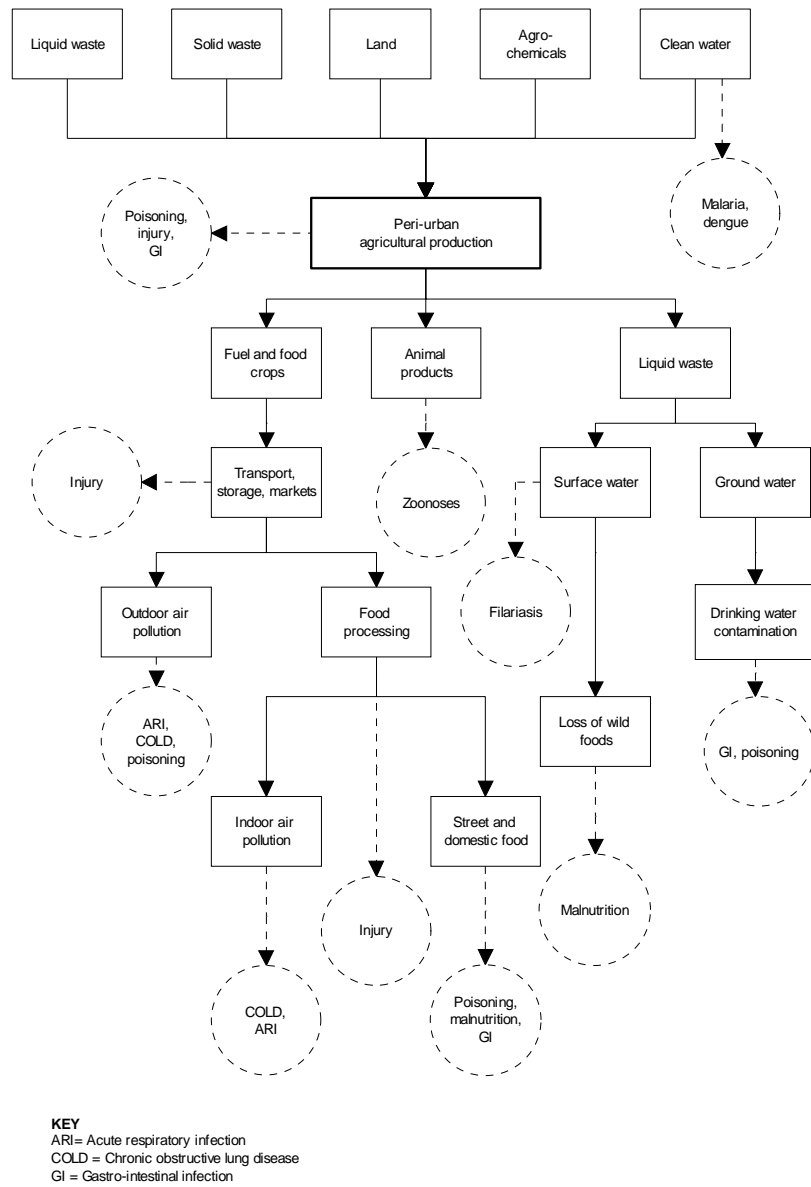 Liquid waste
Solid waste
Land
Agro-
chemicals
Clean water
Malaria,
dengue
Poisoning,
injury,
GI
Peri-urban
agricultural production
Fuel and food
crops
Animal
products
Liquid waste
Injury
Transport,
storage, markets
Zoonoses
Surface water
Ground water
Outdoor air
pollution
Food
processing
Filariasis
Drinking water
contamination
ARI,
COLD,
poisoning
Loss of wild
foods
GI, poisoning
Indoor air
pollution
Street and
domestic food
Injury
Malnutrition
COLD,
ARI
Poisoning,
malnutrition,
GI
KEY
ARI= Acute respiratory infection
COLD = Chronic obstructive lung disease
GI = Gastro-intestinal infection